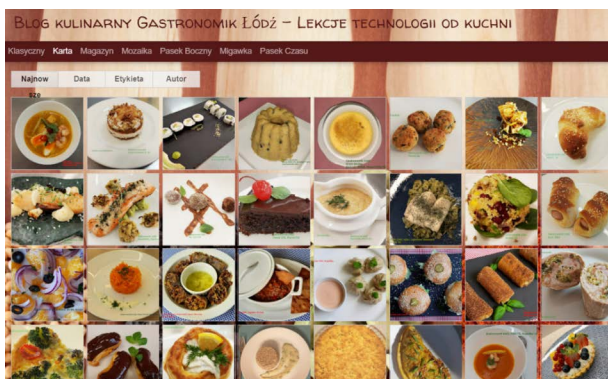 Blog kulinarny Gastronomik Łódź – Lekcje technologii od kuchni
Klasyczny Karta Magazyn Mozaika Pasek Boczny Migawka Pasek Czasu
Najnow Data Etykieta Autor
sze